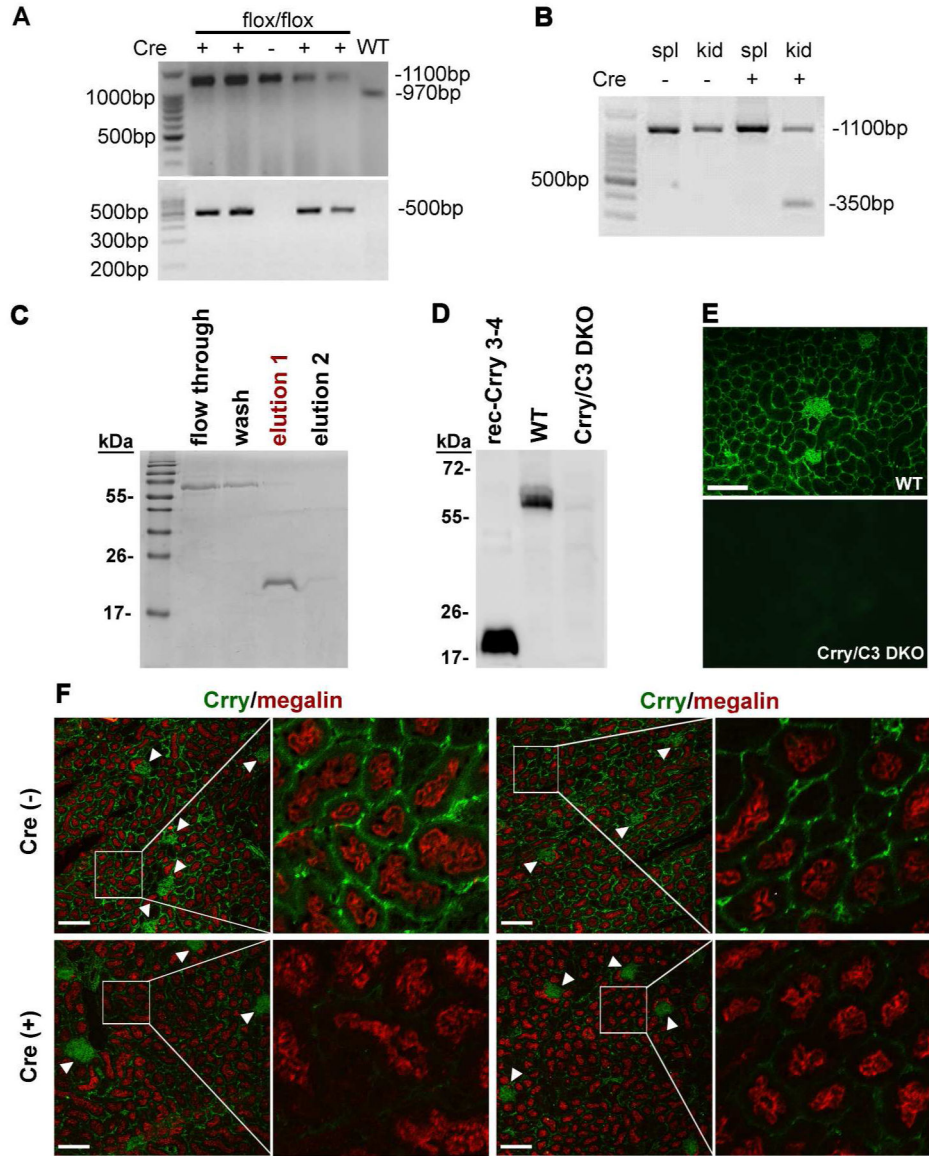 A
flox/flox
Cre + + - + + WT
1000bp
500bp
-1100bp
-970bp
500bp
300bp
200bp
-500bp
B
spl kid spl kid
Cre - - + +
500bp
-1100bp
-350bp
C
flow through
wash
elution 1
elution 2
kDa
55-
26-
17-
D
rec-Crry 3-4
WT
Crry/C3 DKO
kDa
72-
55-
26-
17-
E
WT
Crry/C3 DKO
F
Crry/megalin
Crry/megalin
Cre (-)
Cre (+)